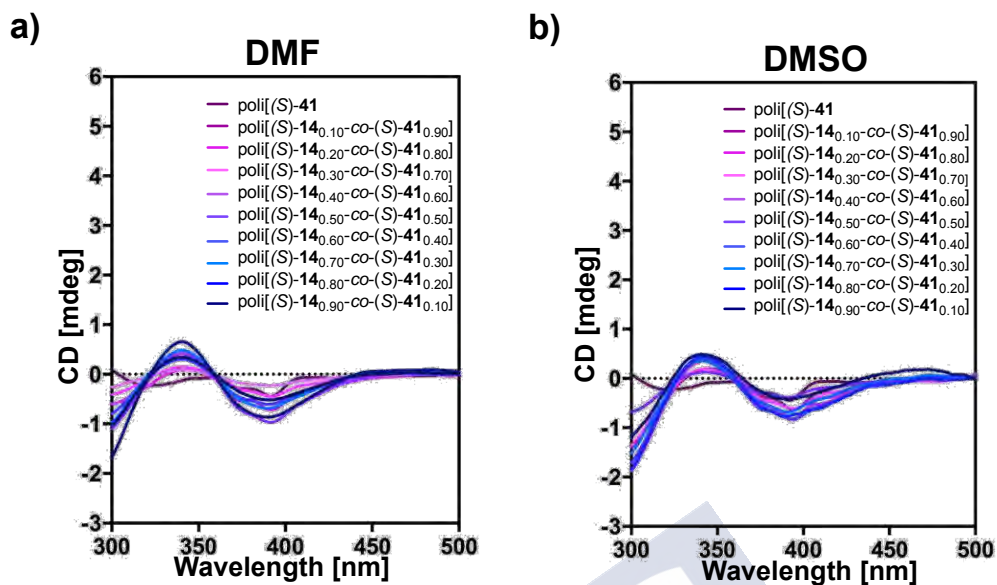 a)
DMF
6
5
4
3
2
1
0
-1
-2
-3
CD [mdeg]
poli[(S)-41
poli[(S)-140.10-co-(S)-410.90]
poli[(S)-140.20-co-(S)-410.80]
poli[(S)-140.30-co-(S)-410.70]
poli[(S)-140.40-co-(S)-410.60]
poli[(S)-140.50-co-(S)-410.50]
poli[(S)-140.60-co-(S)-410.40]
poli[(S)-140.70-co-(S)-410.30]
poli[(S)-140.80-co-(S)-410.20]
poli[(S)-140.90-co-(S)-410.10]
300 350 400 450 500
Wavelength [nm]
b)
DMSO
6
5
4
3
2
1
0
-1
-2
-3
CD [mdeg]
poli[(S)-41
poli[(S)-140.10-co-(S)-410.90]
poli[(S)-140.20-co-(S)-410.80]
poli[(S)-140.30-co-(S)-410.70]
poli[(S)-140.40-co-(S)-410.60]
poli[(S)-140.50-co-(S)-410.50]
poli[(S)-140.60-co-(S)-410.40]
poli[(S)-140.70-co-(S)-410.30]
poli[(S)-140.80-co-(S)-410.20]
poli[(S)-140.90-co-(S)-410.10]
300 350 400 450 500
Wavelength [nm]